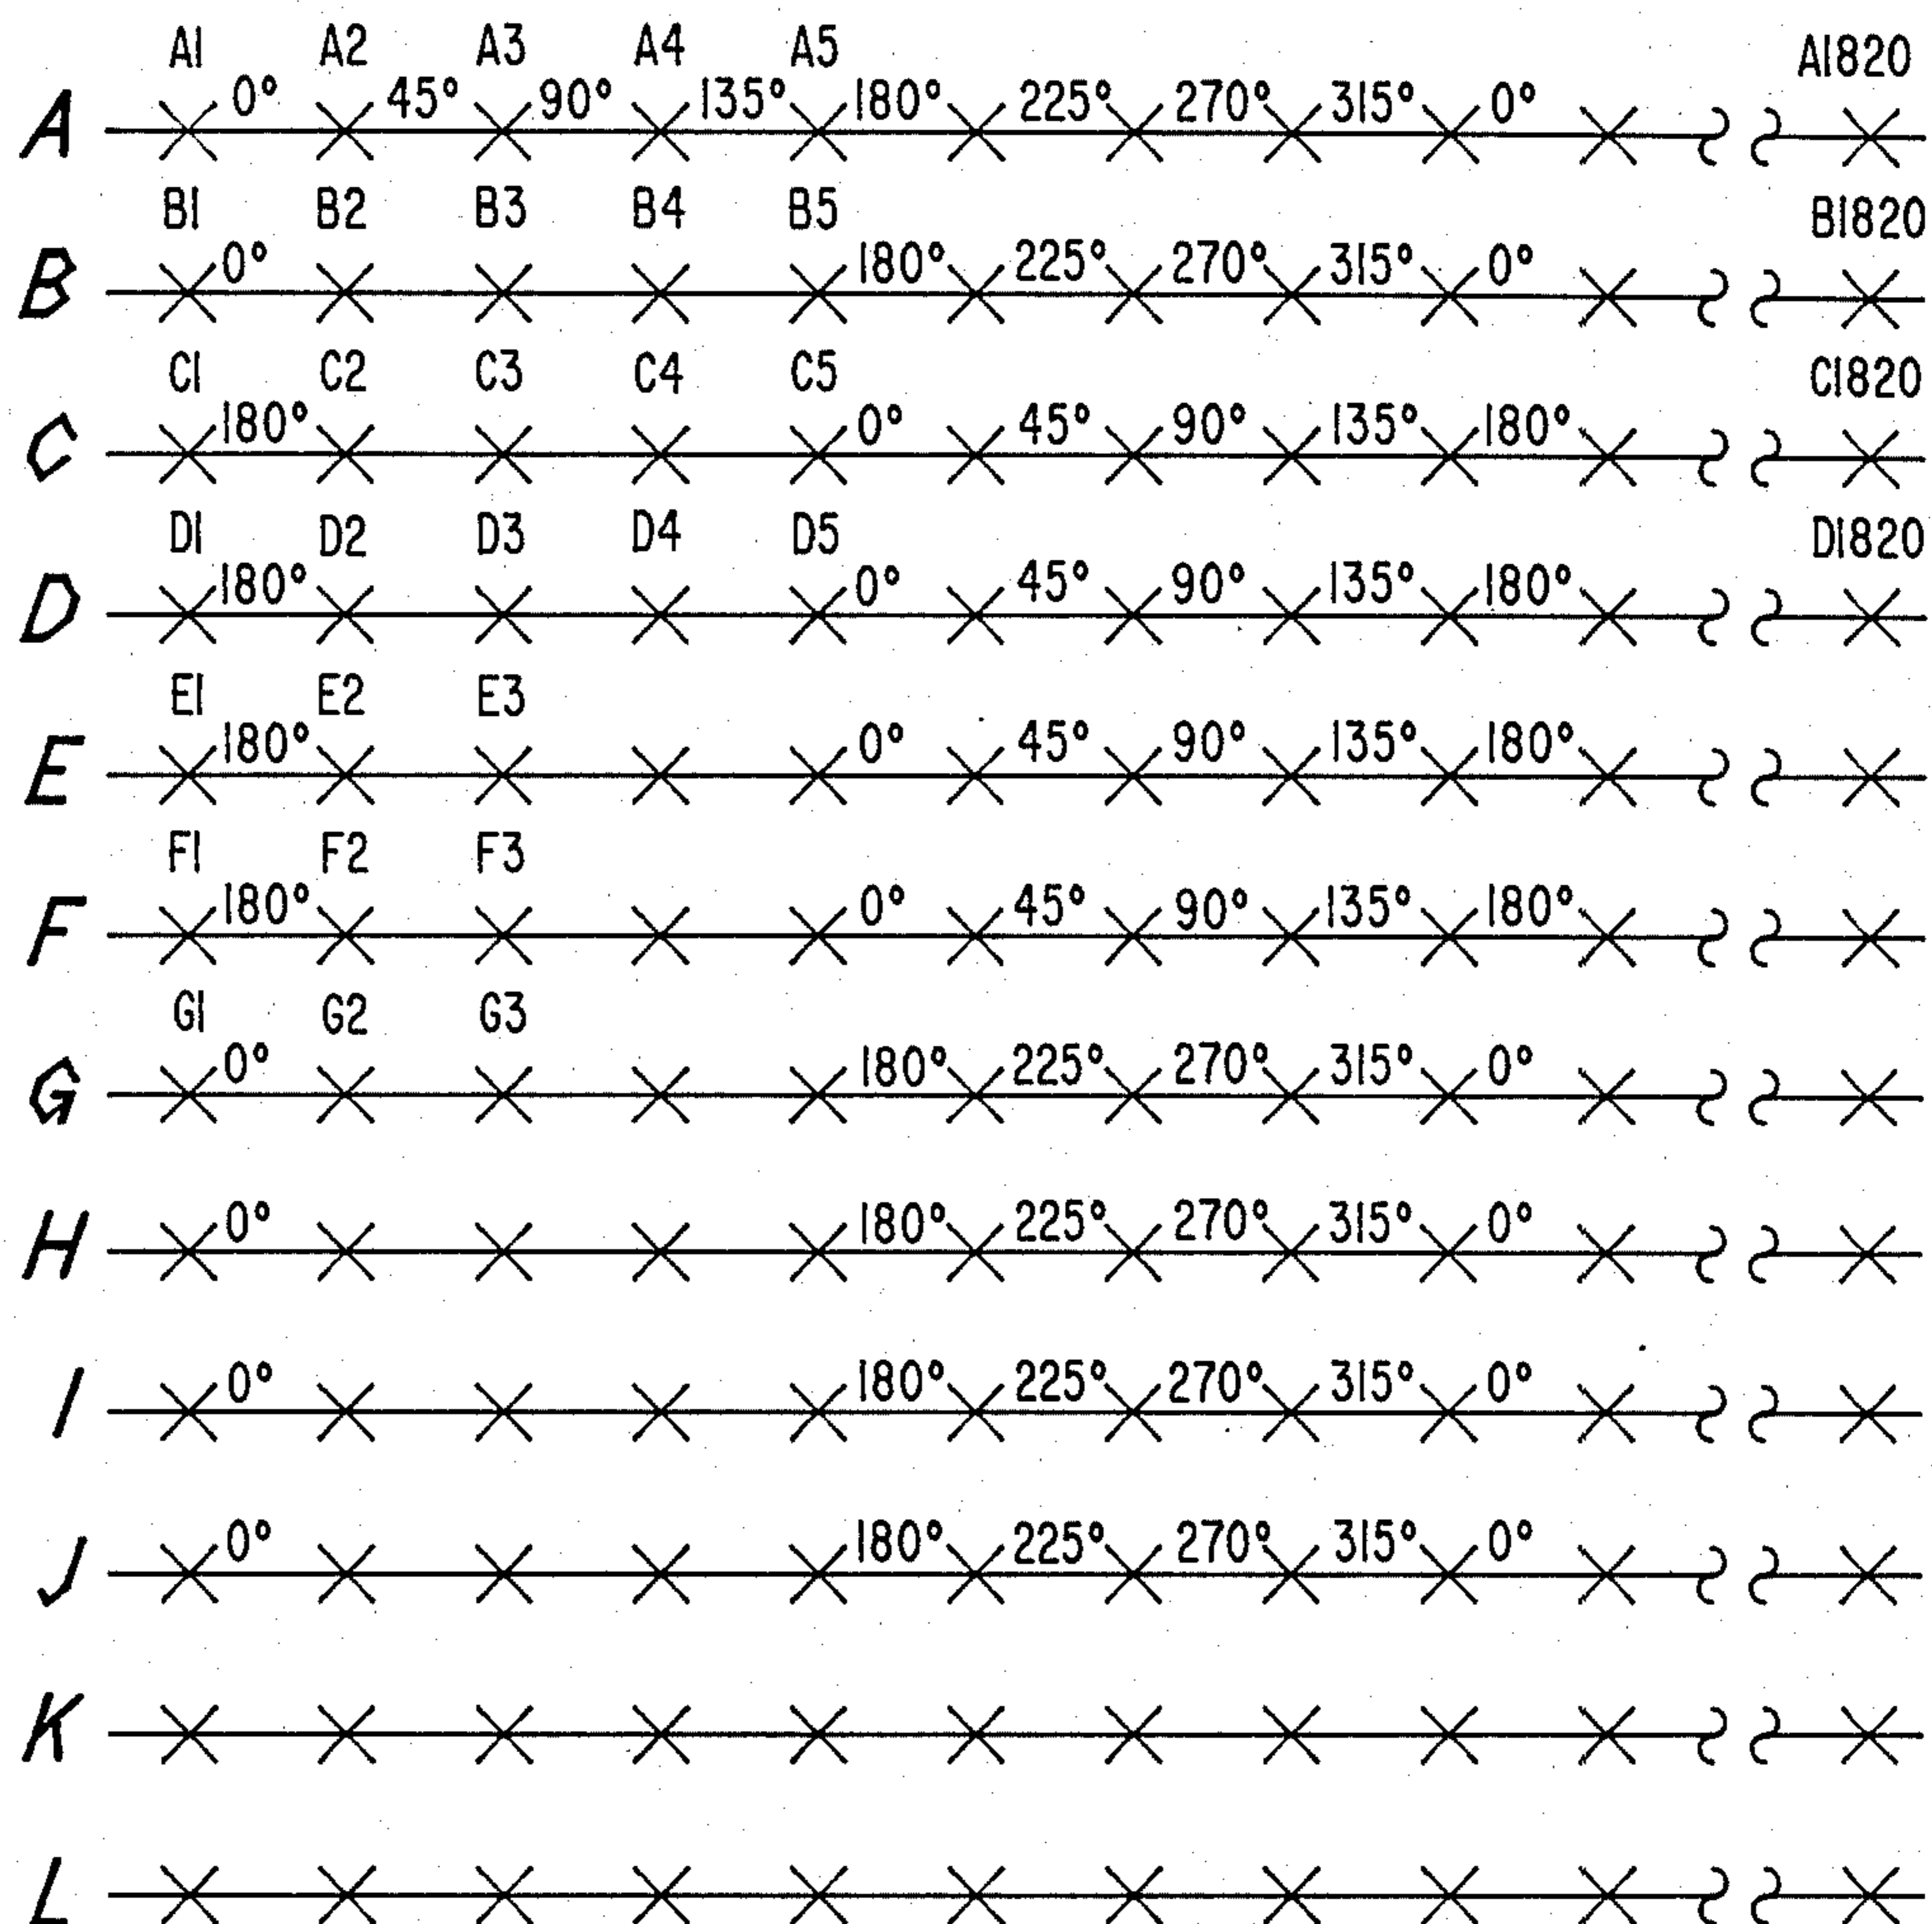 A1 A2 A3 A4 A5 A1820
A 0° 45° 90° 135° 180° 225° 270° 315° 0°
B1 B2 B3 B4 B5 B1820
B 0° 180° 225° 270° 315° 0°
C1 C2 C3 C4 C5 C1820
C 180° 0° 45° 90° 135° 180°
D1 D2 D3 D4 D5 D1820
D 180° 0° 45° 90° 135° 180°
E1 E2 E3
E 180° 0° 45° 90° 135° 180°
F1 F2 F3
F 180° 0° 45° 90° 135° 180°
G1 G2 G3
G 0° 180° 225° 270° 315° 0°
H 0° 180° 225° 270° 315° 0°
I 0° 180° 225° 270° 315° 0°
J 0° 180° 225° 270° 315° 0°
K
L